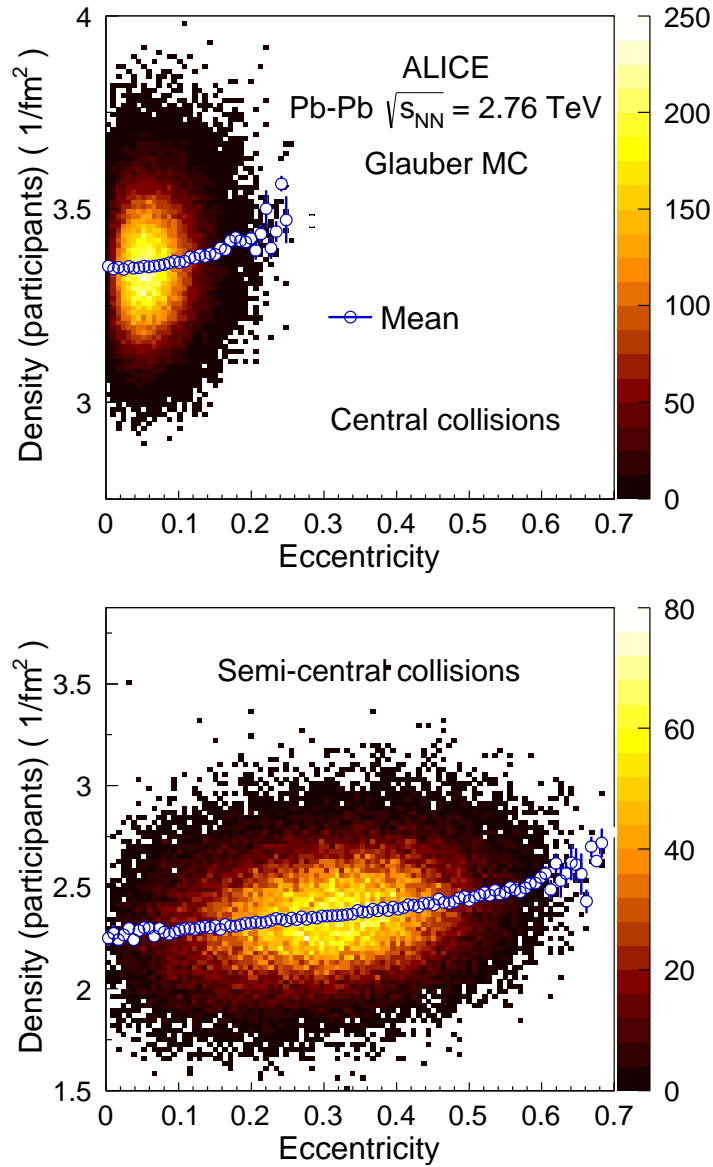 4
3.5
3
Density (participants) ( 1/fm² )
ALICE
Pb-Pb √sNN = 2.76 TeV
Glauber MC
Mean
Central collisions
250
200
150
100
50
0
0 0.1 0.2 0.3 0.4 0.5 0.6 0.7
Eccentricity
Semi-central collisions
3.5
3
2.5
2
1.5
Density (participants) ( 1/fm² )
80
60
40
20
0
0 0.1 0.2 0.3 0.4 0.5 0.6 0.7
Eccentricity